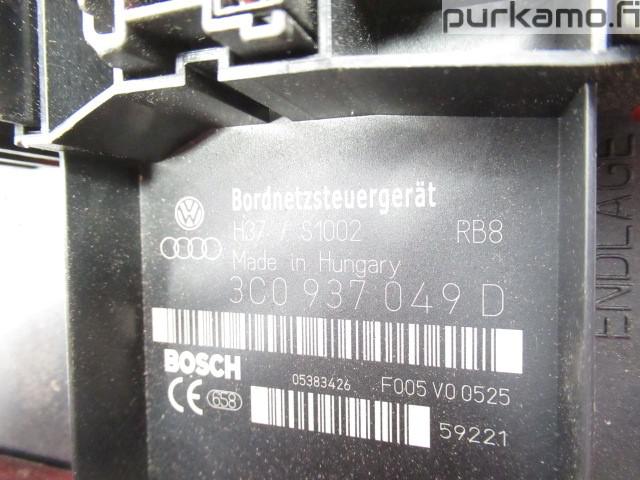 purkamo.fi
Bordnetzsteuergerät
H37 / S1002 RB8
Made in Hungary
3C0 937 049 D
BOSCH
05383426 F005 V0 0525
CE 658
59221
ENDLAGE